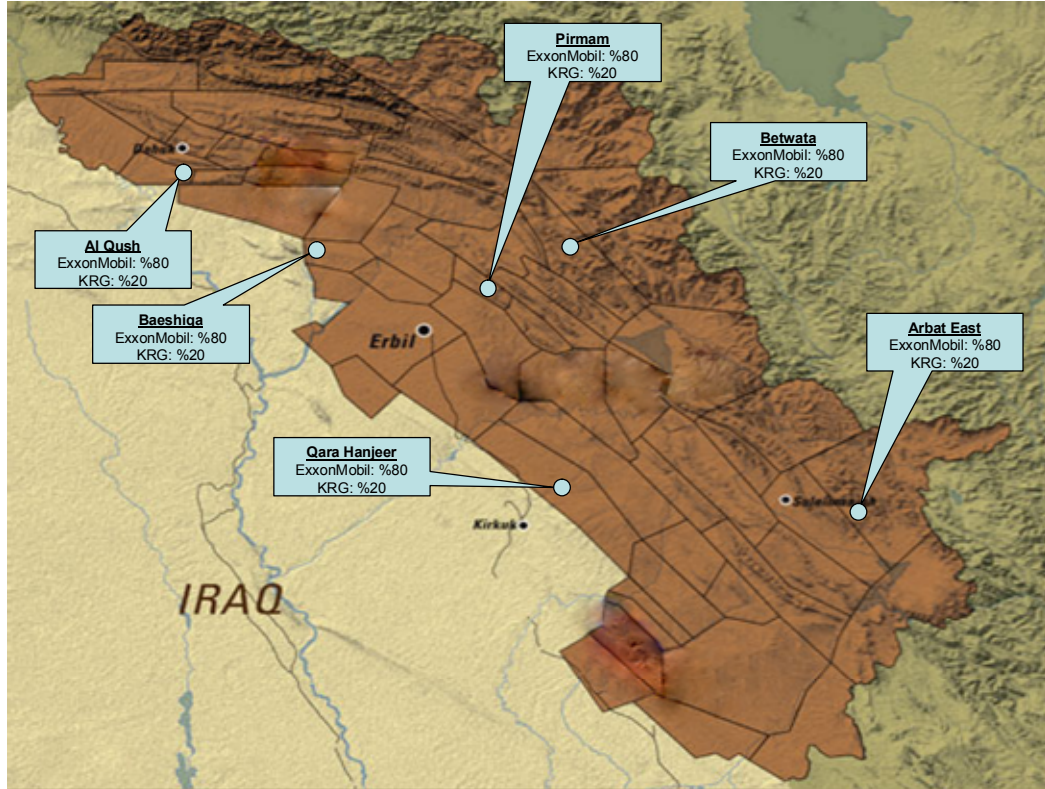 Pirmam
ExxonMobil: %80
KRG: %20
Betwata
ExxonMobil: %80
KRG: %20
Dohuk
Al Qush
ExxonMobil: %80
KRG: %20
Baeshiqa
ExxonMobil: %80
KRG: %20
Erbil
Arbat East
ExxonMobil: %80
KRG: %20
Qara Hanjeer
ExxonMobil: %80
KRG: %20
Kirkuk
IRAQ